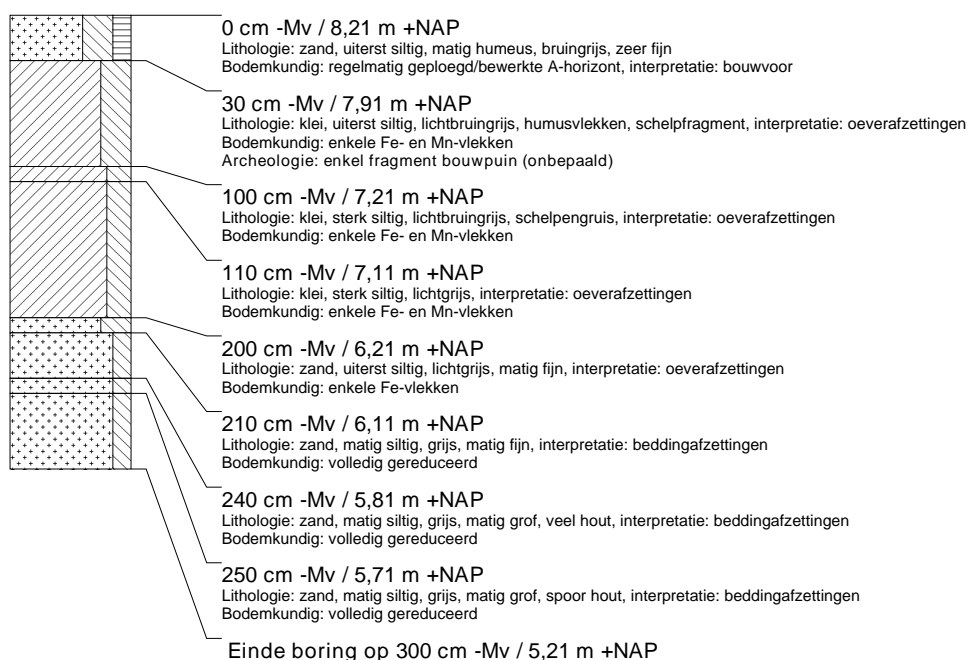 0 cm -Mv / 8,21 m +NAP
Lithologie: zand, uiterst siltig, matig humeus, bruingrijs, zeer fijn
Bodemkundig: regelmatig geploegd/bewerkte A-horizont, interpretatie: bouwvoor
30 cm -Mv / 7,91 m +NAP
Lithologie: klei, uiterst siltig, lichtbruingrijs, humusvlekken, schelpfragment, interpretatie: oeverafzettingen
Bodemkundig: enkele Fe- en Mn-vlekken
Archeologie: enkel fragment bouwpuin (onbepaald)
100 cm -Mv / 7,21 m +NAP
Lithologie: klei, sterk siltig, lichtbruingrijs, schelpengruis, interpretatie: oeverafzettingen
Bodemkundig: enkele Fe- en Mn-vlekken
110 cm -Mv / 7,11 m +NAP
Lithologie: klei, sterk siltig, lichtgrijs, interpretatie: oeverafzettingen
Bodemkundig: enkele Fe- en Mn-vlekken
200 cm -Mv / 6,21 m +NAP
Lithologie: zand, uiterst siltig, lichtgrijs, matig fijn, interpretatie: oeverafzettingen
Bodemkundig: enkele Fe-vlekken
210 cm -Mv / 6,11 m +NAP
Lithologie: zand, matig siltig, grijs, matig fijn, interpretatie: beddingafzettingen
Bodemkundig: volledig gereduceerd
240 cm -Mv / 5,81 m +NAP
Lithologie: zand, matig siltig, grijs, matig grof, veel hout, interpretatie: beddingafzettingen
Bodemkundig: volledig gereduceerd
250 cm -Mv / 5,71 m +NAP
Lithologie: zand, matig siltig, grijs, matig grof, spoor hout, interpretatie: beddingafzettingen
Bodemkundig: volledig gereduceerd
Einde boring op 300 cm -Mv / 5,21 m +NAP